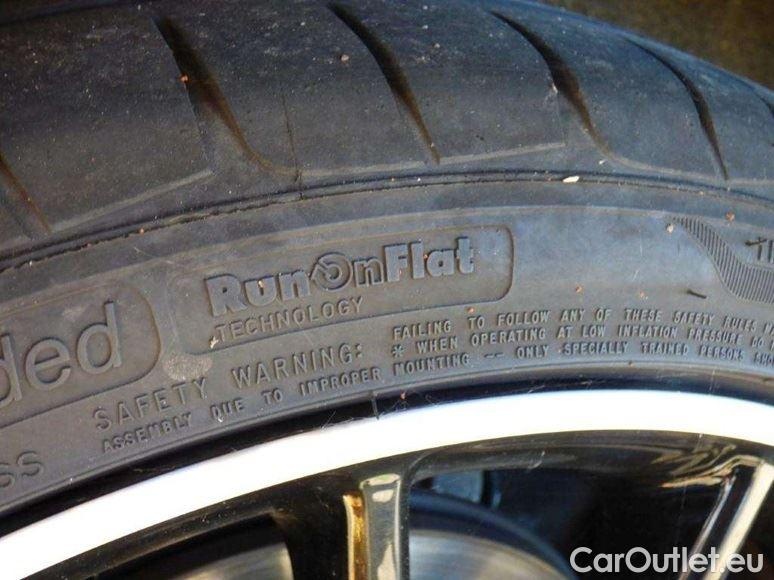 ded
RunOnFlat
TECHNOLOGY
SS
SAFETY WARNING: FAILING TO FOLLOW ANY OF THESE SAFETY RULES
* WHEN OPERATING AT LOW INFLATION PRESSURE DO
ASSEMBLY DUE TO IMPROPER MOUNTING -- ONLY SPECIALLY TRAINED PERSONS
CarOutlet.eu